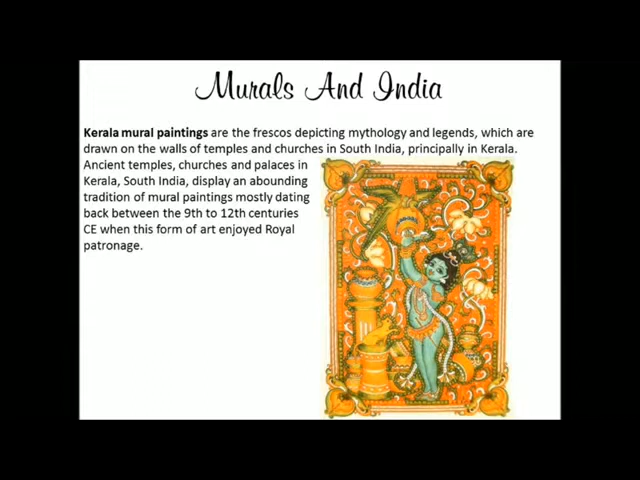 Murals And India
Kerala mural paintings are the frescos depicting mythology and legends, which are
drawn on the walls of temples and churches in South India, principally in Kerala.
Ancient temples, churches and palaces in
Kerala, South India, display an abounding
tradition of mural paintings mostly dating
back between the 9th to 12th centuries
CE when this form of art enjoyed Royal
patronage.